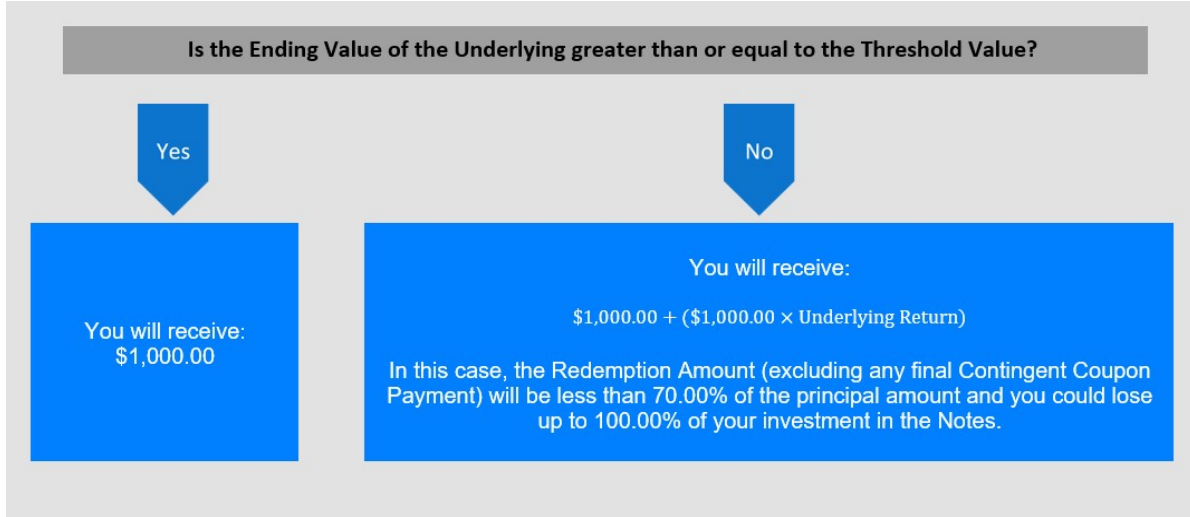 Is the Ending Value of the Underlying greater than or equal to the Threshold Value?
Yes
No
You will receive:
$1,000.00
You will receive:
$1,000.00 + ($1,000.00 × Underlying Return)
In this case, the Redemption Amount (excluding any final Contingent Coupon
Payment) will be less than 70.00% of the principal amount and you could lose
up to 100.00% of your investment in the Notes.